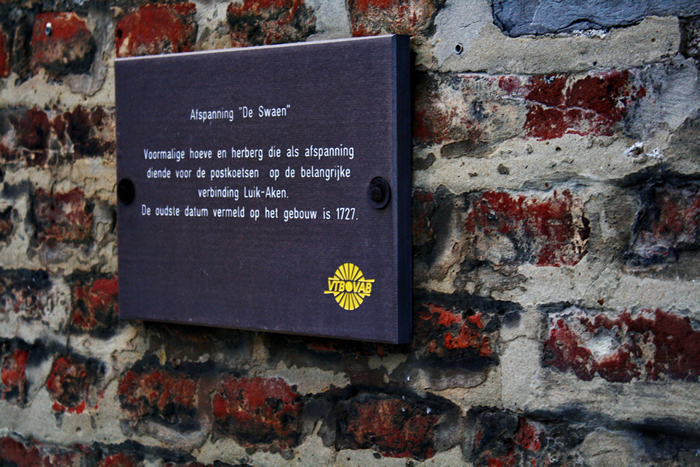 Afspanning "De Swaen"
Voormalige hoeve en herberg die als afspanning
diende voor de postkoetsen op de belangrijke
verbinding Luik-Aken.
De oudste datum vermeld op het gebouw is 1727.
VTBOVAB